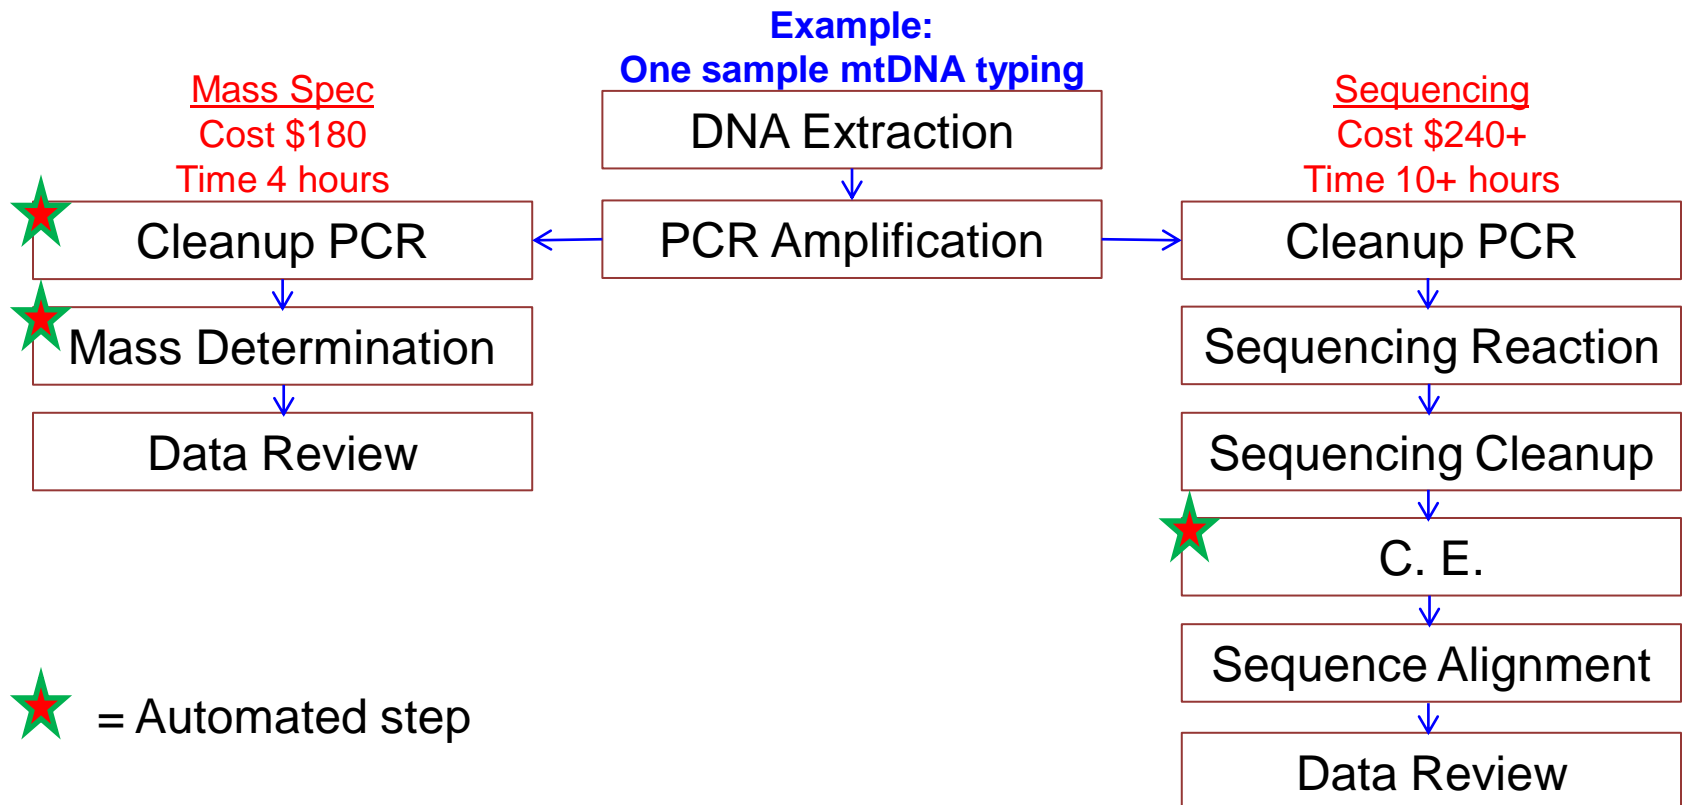 Example:
One sample mtDNA typing
Mass Spec
Cost $180
Time 4 hours
Sequencing
Cost $240+
Time 10+ hours
DNA Extraction
Cleanup PCR
PCR Amplification
Cleanup PCR
Mass Determination
Sequencing Reaction
Data Review
Sequencing Cleanup
C. E.
Sequence Alignment
= Automated step
Data Review